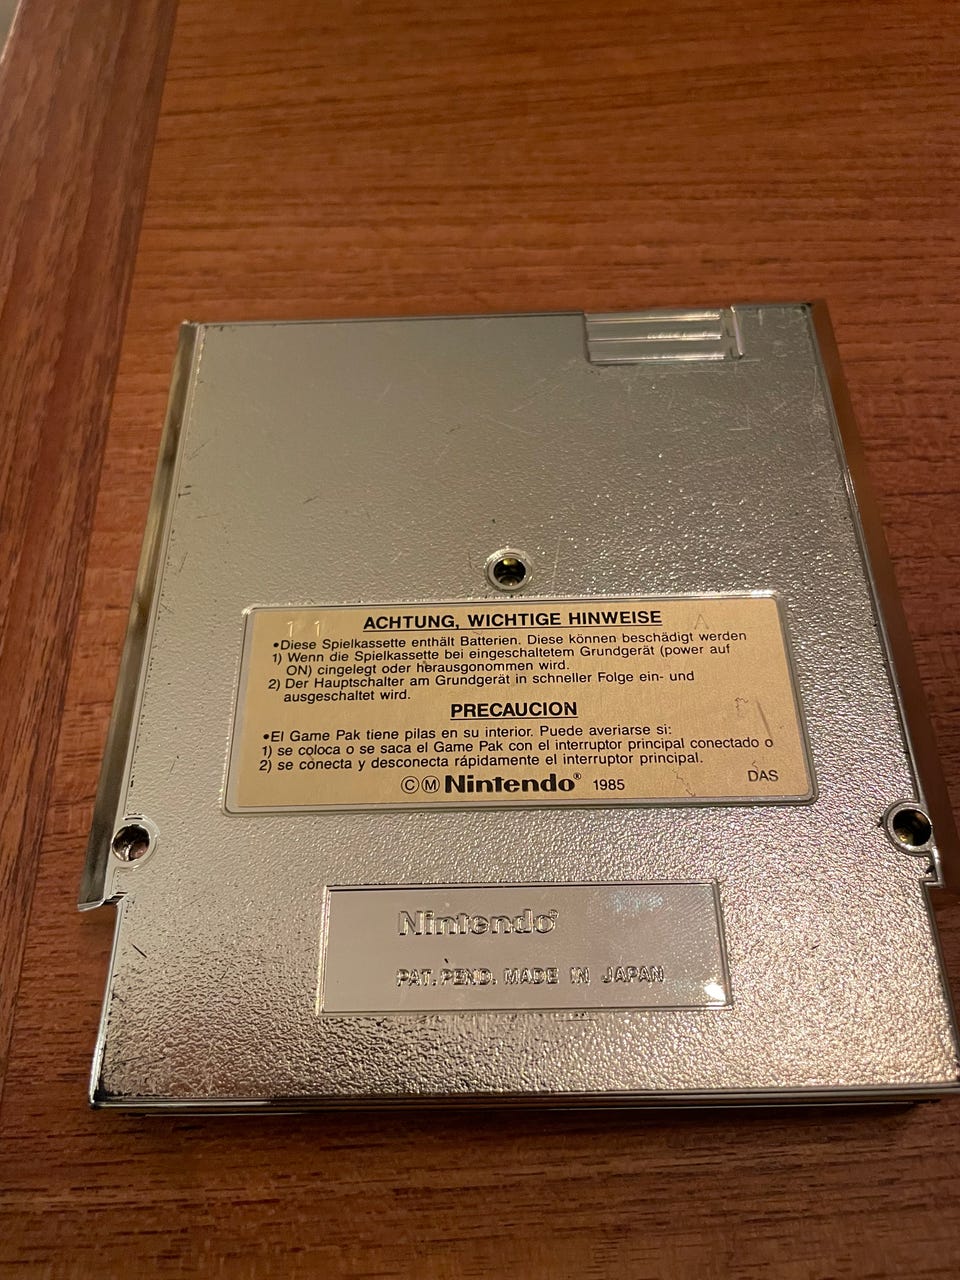 ACHTUNG, WICHTIGE HINWEISE
•Diese Spielkassette enthält Batterien. Diese können beschädigt werden
1) Wenn die Spielkassette bei eingeschaltetem Grundgerät (power auf
ON) cingelegt oder herausgonommen wird.
2) Der Hauptschalter am Grundgerät in schneller Folge ein- und
ausgeschaltet wird.
PRECAUCION
•El Game Pak tiene pilas en su interior. Puede averiarse si:
1) se coloca o se saca el Game Pak con el interruptor principal conectado o
2) se conecta y desconecta rápidamente el interruptor principal.
©Ⓜ Nintendo® 1985
DAS
Nintendo®
PAT. PEND. MADE IN JAPAN